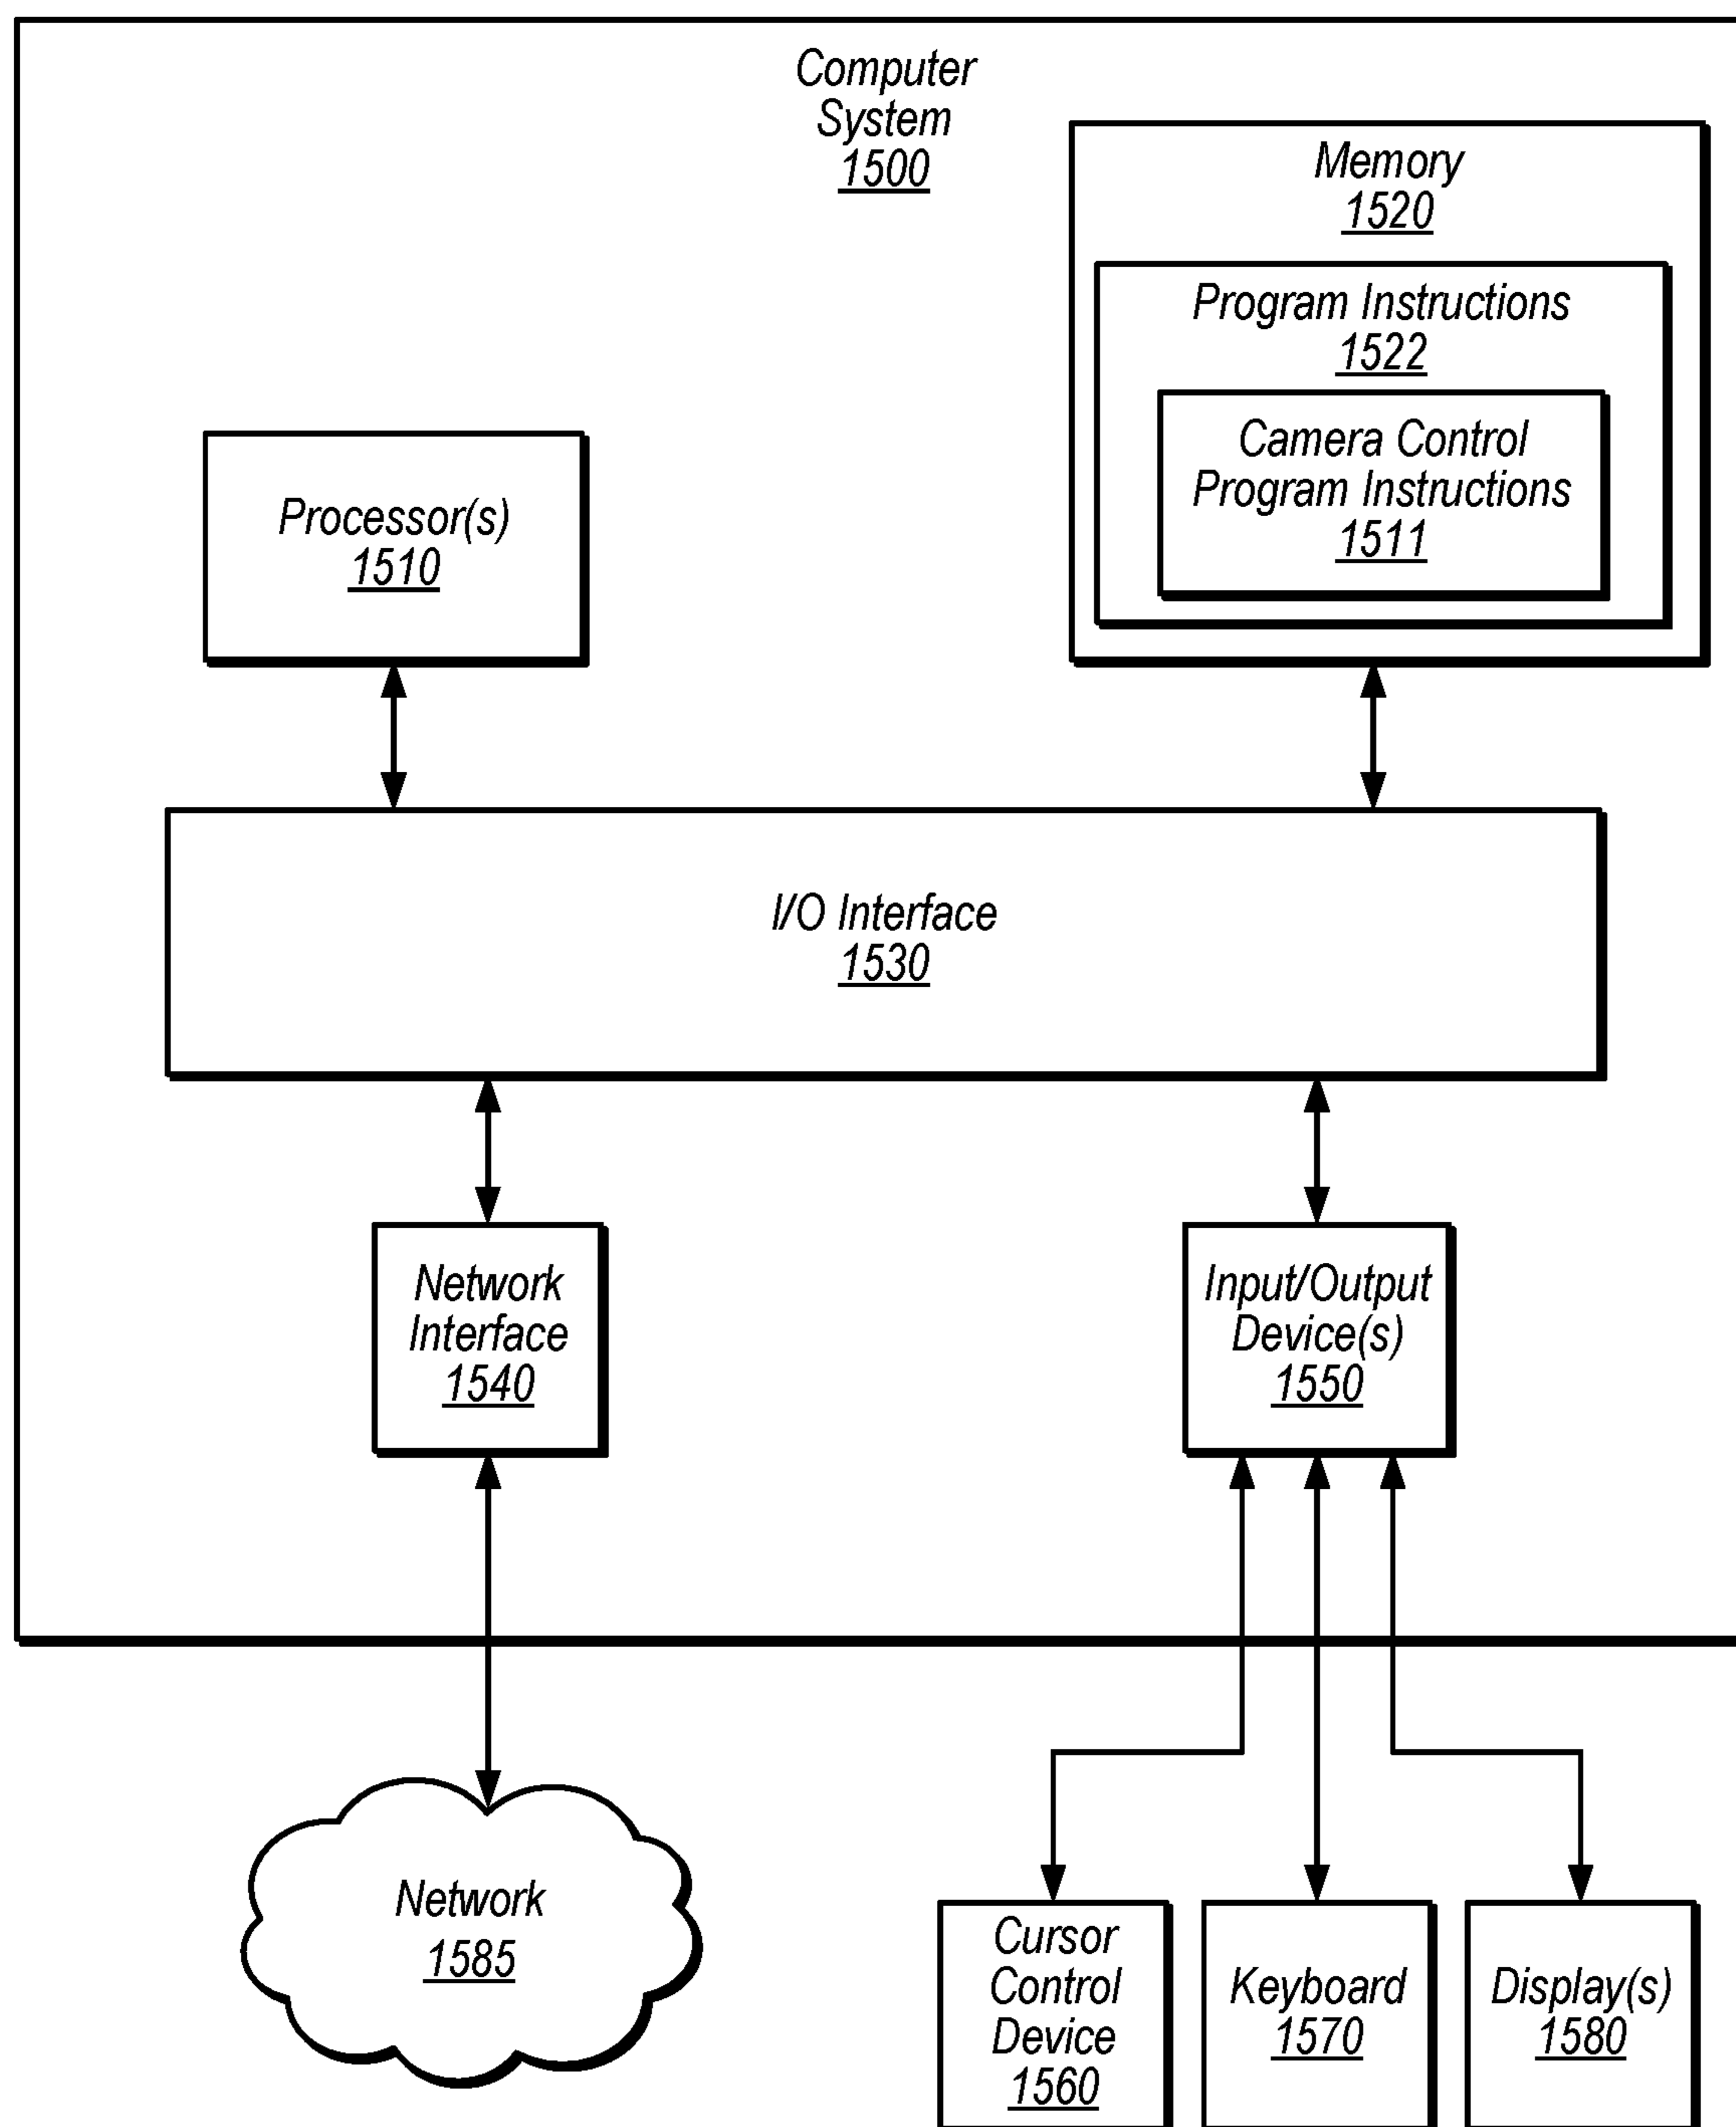 Computer
System
1500
Memory
1520
Program Instructions
1522
Camera Control
Program Instructions
1511
Processor(s)
1510
I/O Interface
1530
Network
Interface
1540
Input/Output
Device(s)
1550
Network
1585
Cursor
Control
Device
1560
Keyboard
1570
Display(s)
1580